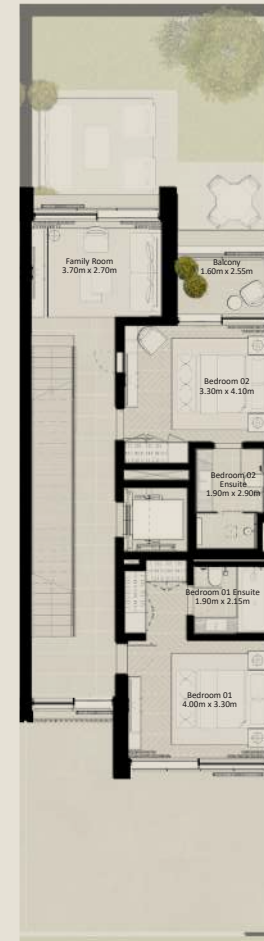 Family Room
3.70m x 2.70m
Balcony
1.60m x 2.55m
Bedroom 02
3.30m x 4.10m
Bedroom 02
Ensuite
1.90m x 2.90m
Bedroom 01 Ensuite
1.90m x 2.15m
Bedroom 01
4.00m x 3.30m